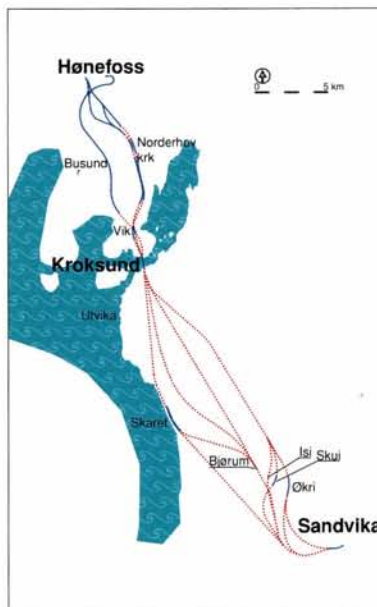 Hønefoss
0 5 km
Norderhov
krk
Busund
Vik
Kroksund
Utvika
Skaret
Isi
Skui
Bjørum
Økri
Sandvika